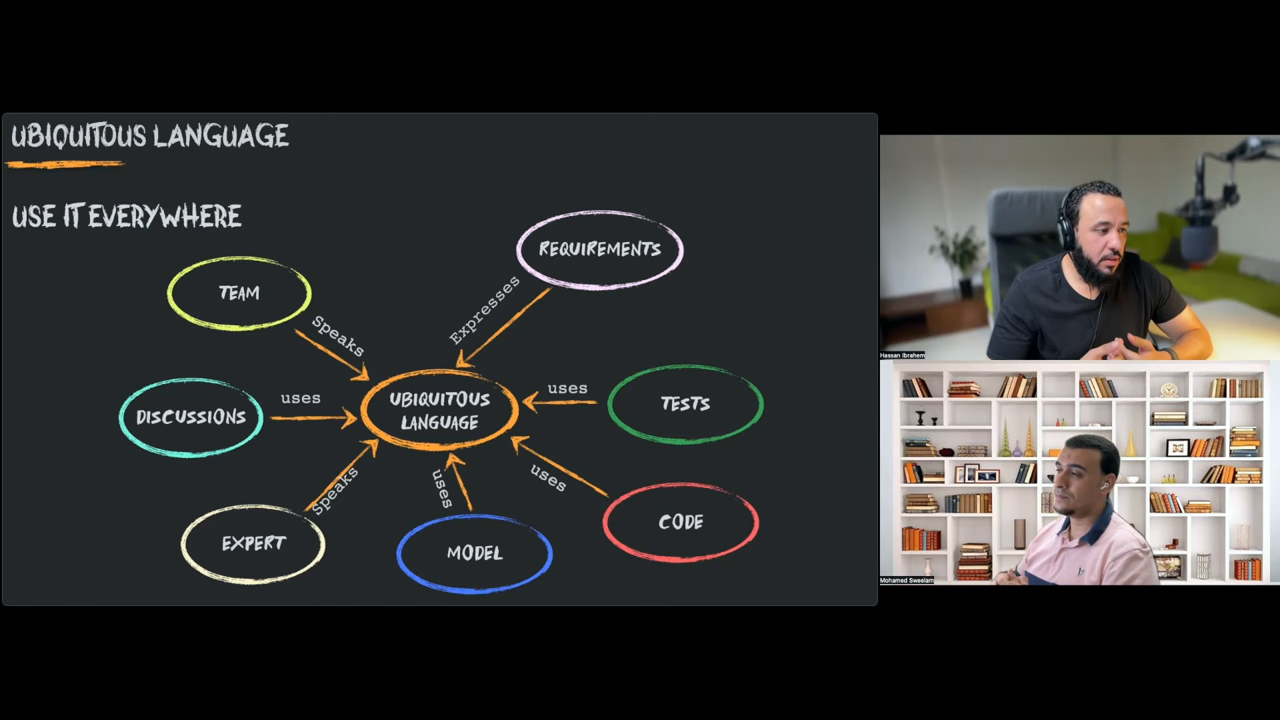 UBIQUITOUS LANGUAGE
USE IT EVERYWHERE
REQUIREMENTS
TEAM
Speaks
Expresses
DISCUSSIONS
uses
UBIQUITOUS
LANGUAGE
uses
TESTS
Speaks
uses
uses
EXPERT
MODEL
CODE
Hassan Ibrahem
Mohamed Sweelam